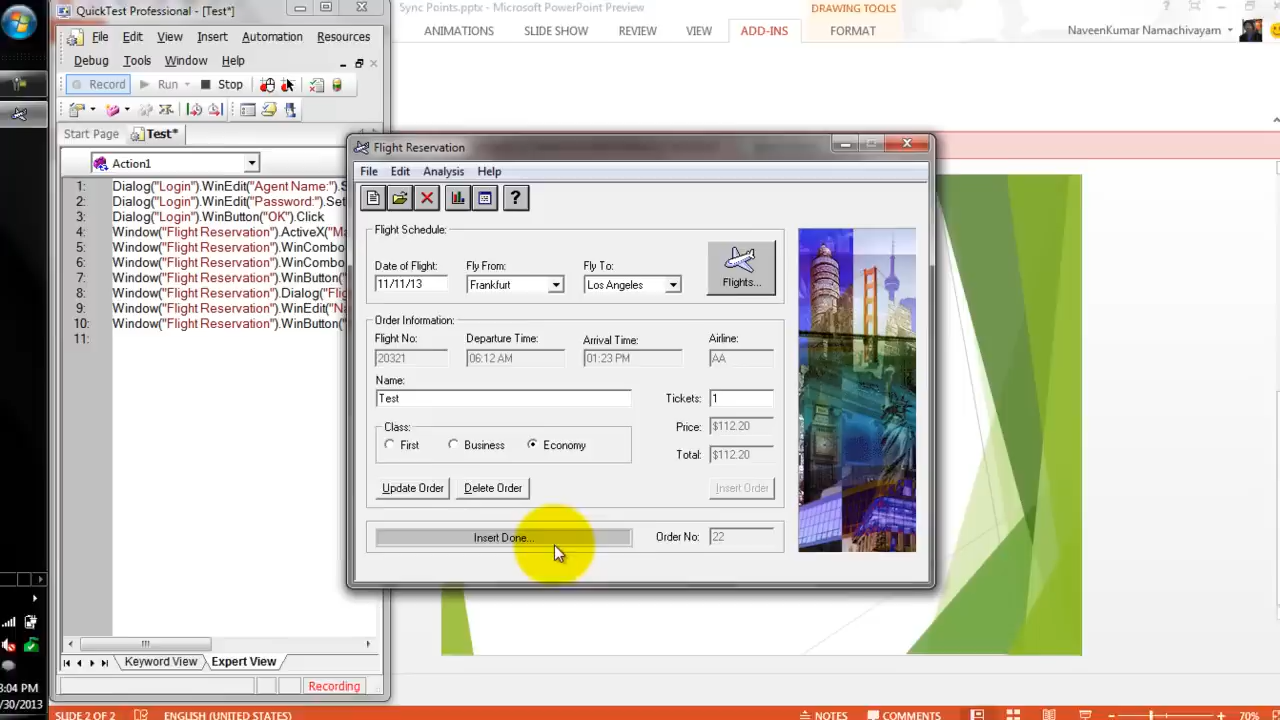 QuickTest Professional - [Test*]
File Edit View Insert Automation Resources
Debug Tools Window Help
Record Run Stop
Start Page Test*
Action1
1: Dialog("Login").WinEdit("Agent Name:").S
2: Dialog("Login").WinEdit("Password:").Set
3: Dialog("Login").WinButton("OK").Click
4: Window("Flight Reservation").ActiveX("Ma
5: Window("Flight Reservation").WinCombo
6: Window("Flight Reservation").WinCombo
7: Window("Flight Reservation").WinButton("
8: Window("Flight Reservation").Dialog("Flig
9: Window("Flight Reservation").WinEdit("Na
10: Window("Flight Reservation").WinButton("
11:
Keyword View Expert View
Recording
Sync Points.pptx - Microsoft PowerPoint Preview
DRAWING TOOLS
ANIMATIONS SLIDE SHOW REVIEW VIEW ADD-INS FORMAT
NaveenKumar Namachivayam
Flight Reservation
File Edit Analysis Help
Flight Schedule:
Date of Flight: Fly From: Fly To:
11/11/13 Frankfurt Los Angeles
Flights...
Order Information:
Flight No: Departure Time: Arrival Time: Airline:
20321 06:12 AM 01:23 PM AA
Name:
Test
Tickets: 1
Class:
First Business Economy
Price: $112.20
Total: $112.20
Update Order Delete Order Insert Order
Insert Done... Order No: 22
:04 PM
/30/2013
SLIDE 2 OF 2 ENGLISH (UNITED STATES) NOTES COMMENTS 70%